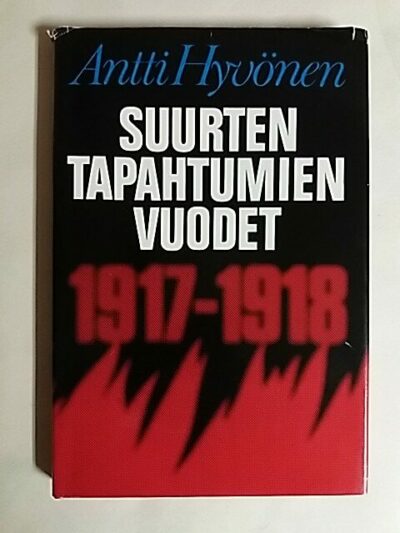 Antti Hyvönen
SUURTEN
TAPAHTUMIEN
VUODET
1917-1918